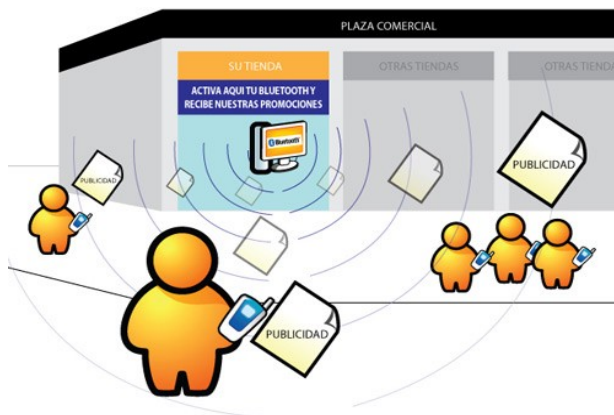 PLAZA COMERCIAL
SU TIENDA
OTRAS TIENDAS
OTRAS TIENDA
ACTIVA AQUI TU BLUETOOTH Y
RECIBE NUESTRAS PROMOCIONES
Bluetooth
PUBLICIDAD
PUBLICIDAD
PUBLICIDAD